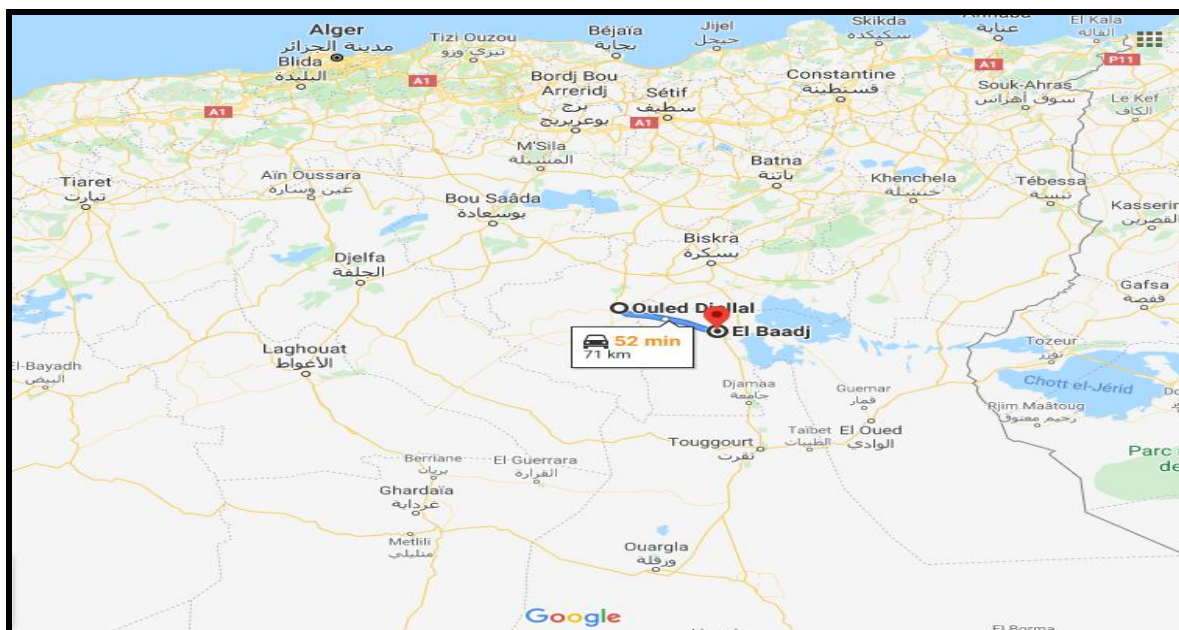 Alger
مدينة الجزائر
Blida
البليدة
Tizi Ouzou
تيزي وزو
Béjaïa
بجاية
Jijel
جيجل
Skikda
سكيكدة
عنابة
El Kala
القالة
A1
A1
A1
A1
P11
Bordj Bou
Arreridj
برج
بوعريريج
Sétif
سطيف
Constantine
قسنطينة
Souk-Ahras
سوق أهراس
Le Kef
الكاف
M'Sila
المسيلة
Batna
باتنة
Khenchela
خنشلة
Tébessa
تبسة
Kasserin
القصرين
Tiaret
تيارت
Aïn Oussara
عين وسارة
Bou Saâda
بوسعادة
Biskra
بسكرة
Djelfa
الجلفة
Gafsa
قفصة
Ouled Djellal
El Baadj
52 min
71 km
Laghouat
الأغواط
El-Bayadh
البيض
Tozeur
توزر
Chott el-Jérid
Djamaa
جامعة
Guemar
قمار
Rjim Maâtoug
رجيم معتوق
Touggourt
تقرت
Taïbet
الطيبات
El Oued
الوادي
Parc
de
Berriane
بريان
El Guerrara
القرارة
Ghardaïa
غرداية
Metlili
متليلي
Ouargla
ورقلة
Google
El Borma